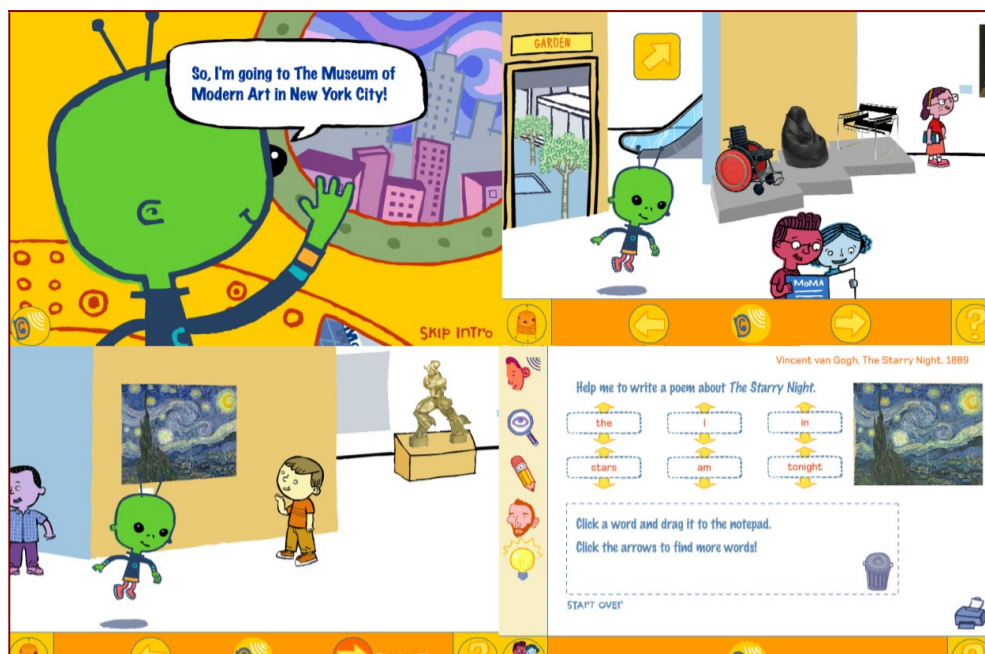 So, I'm going to The Museum of
Modern Art in New York City!
SKIP INTRO
GARDEN
MoMA
Vincent van Gogh. The Starry Night. 1889
Help me to write a poem about The Starry Night.
the I in
stars am tonight
Click a word and drag it to the notepad.
Click the arrows to find more words!
START OVER